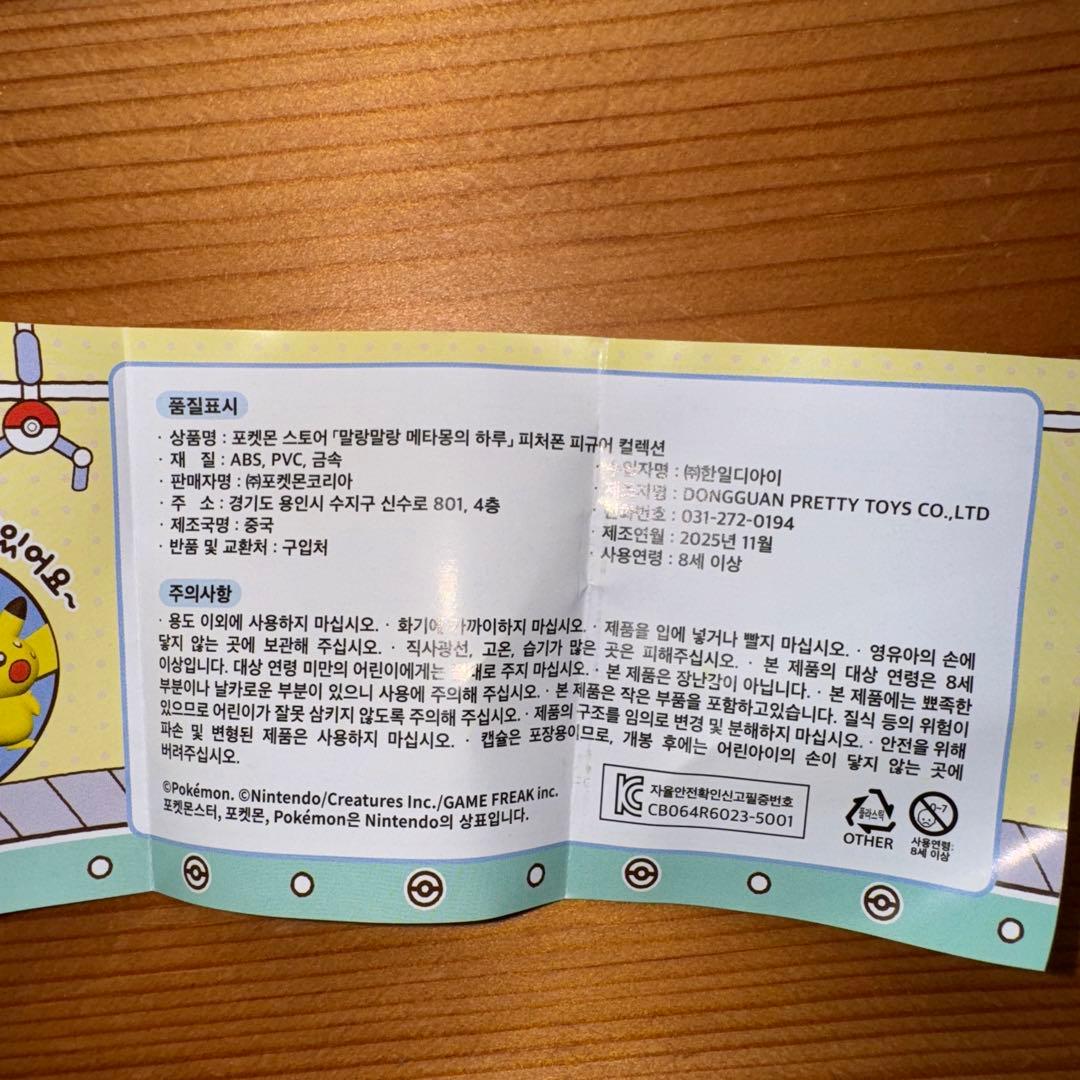 있어요~
품질표시
· 상품명 : 포켓몬 스토어 「말랑말랑 메타몽의 하루」 피처폰 피규어 컬렉션
· 재 질 : ABS, PVC, 금속
· 판매자명 : ㈜포켓몬코리아
· 주 소 : 경기도 용인시 수지구 신수로 801, 4층
· 제조국명 : 중국
· 반품 및 교환처 : 구입처
: ㈜한일디아이
: DONGGUAN PRETTY TOYS CO.,LTD
· 전화번호 : 031-272-0194
· 제조연월 : 2025년 11월
· 사용연령 : 8세 이상
주의사항
· 용도 이외에 사용하지 마십시오. · 화기에 가까이하지 마십시오. · 제품을 입에 넣거나 빨지 마십시오. · 영유아의 손에
닿지 않는 곳에 보관해 주십시오. · 직사광선, 고온, 습기가 많은 곳은 피해주십시오. · 본 제품의 대상 연령은 8세
이상입니다. 대상 연령 미만의 어린이에게는 절대로 주지 마십시오. · 본 제품은 장난감이 아닙니다. · 본 제품에는 뾰족한
부분이나 날카로운 부분이 있으니 사용에 주의해 주십시오. · 본 제품은 작은 부품을 포함하고있습니다. 질식 등의 위험이
있으므로 어린이가 잘못 삼키지 않도록 주의해 주십시오. · 제품의 구조를 임의로 변경 및 분해하지 마십시오. · 안전을 위해
파손 및 변형된 제품은 사용하지 마십시오. · 캡슐은 포장용이므로, 개봉 후에는 어린아이의 손이 닿지 않는 곳에
버려주십시오.
©Pokémon. ©Nintendo/Creatures Inc./GAME FREAK inc.
포켓몬스터, 포켓몬, Pokémon은 Nintendo의 상표입니다.
자율안전확인신고필증번호
CB064R6023-5001
플라스틱
OTHER
0-7
사용연령:
8세 이상